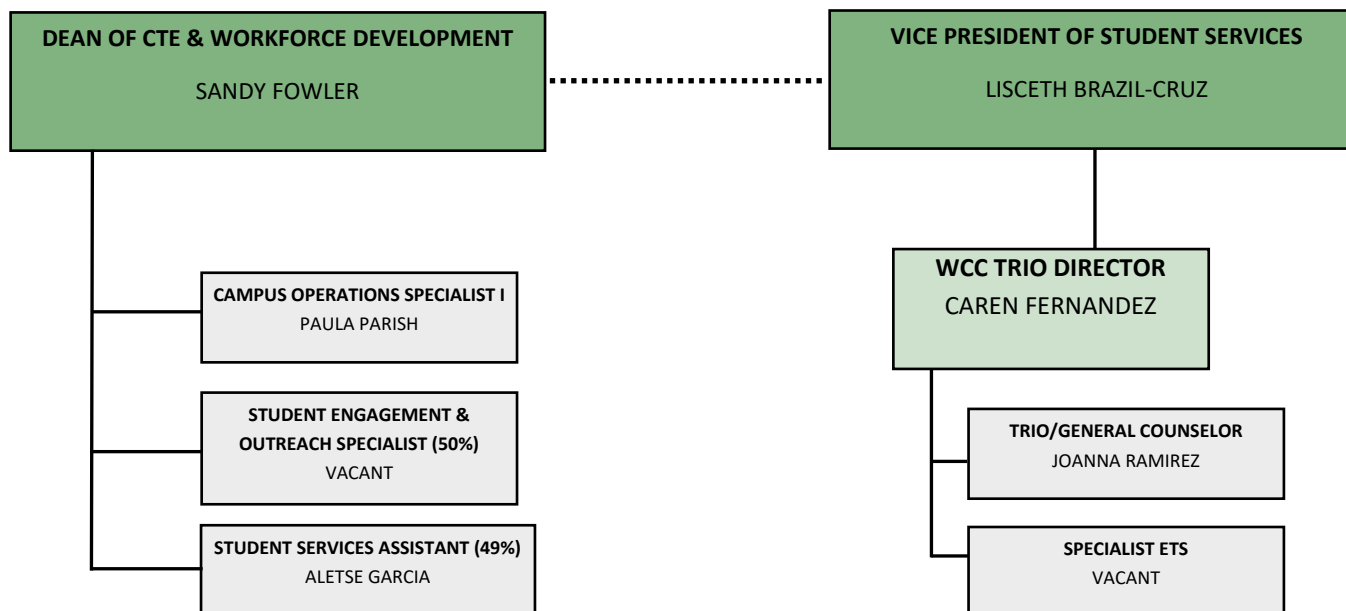 DEAN OF CTE & WORKFORCE DEVELOPMENT
SANDY FOWLER
VICE PRESIDENT OF STUDENT SERVICES
LISCETH BRAZIL-CRUZ
CAMPUS OPERATIONS SPECIALIST I
PAULA PARISH
STUDENT ENGAGEMENT &
OUTREACH SPECIALIST (50%)
VACANT
STUDENT SERVICES ASSISTANT (49%)
ALETSE GARCIA
WCC TRIO DIRECTOR
CAREN FERNANDEZ
TRIO/GENERAL COUNSELOR
JOANNA RAMIREZ
SPECIALIST ETS
VACANT